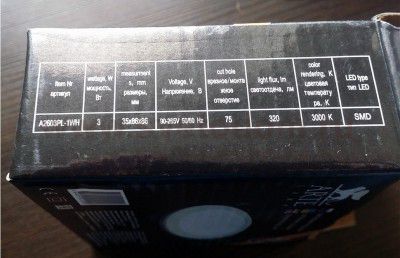 Item Nr
артикул
wattage, W
мощность,
Вт
measurement
s, mm
размеры,
мм
Voltage, V
Напряжение, В
cut hole
врезное/монта
жное
отверстие
light flux, lm
светоотдача, лм
color
rendering, K
цветовая
температу
ра, K
LED type
тип LED
A2603PL-1WH
3
90-265V 50/60 Hz
75
320
3000 K
SMD
ARTE